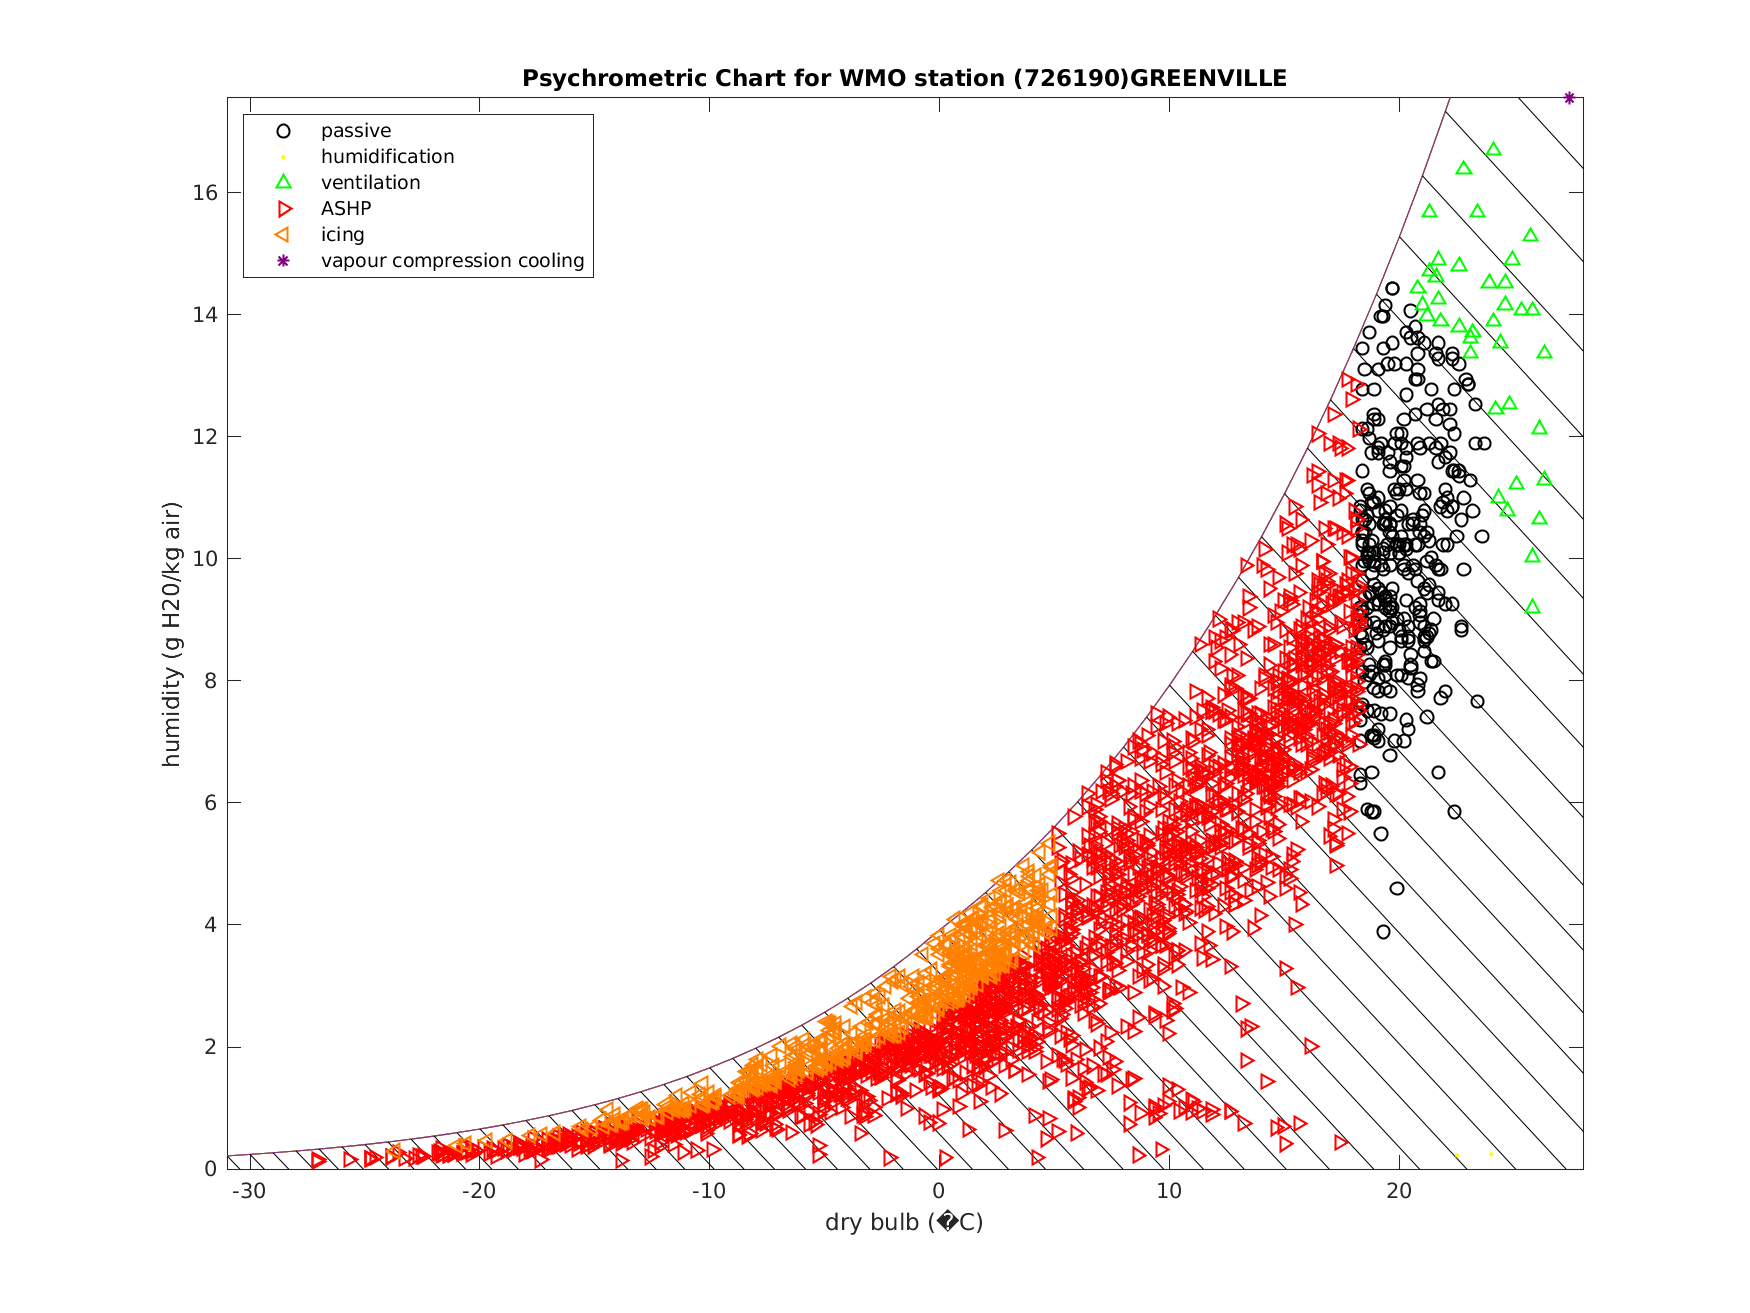 Psychrometric Chart for WMO station (726190)GREENVILLE
passive
humidification
ventilation
ASHP
icing
vapour compression cooling
16
14
12
10
8
6
4
2
0
humidity (g H20/kg air)
-30 -20 -10 0 10 20
dry bulb (�C)